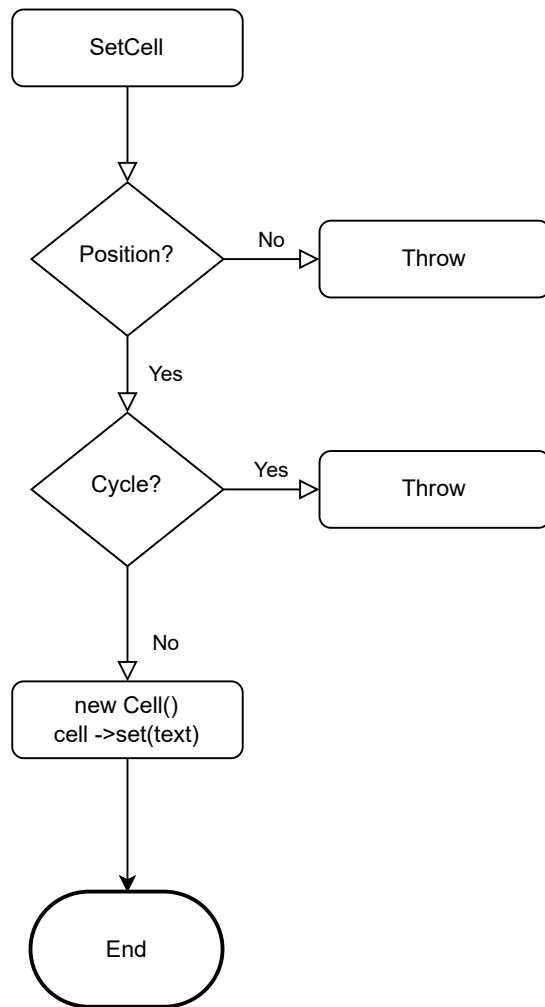 SetCell
Position?
No
Throw
Yes
Cycle?
Yes
Throw
No
new Cell()
cell ->set(text)
End